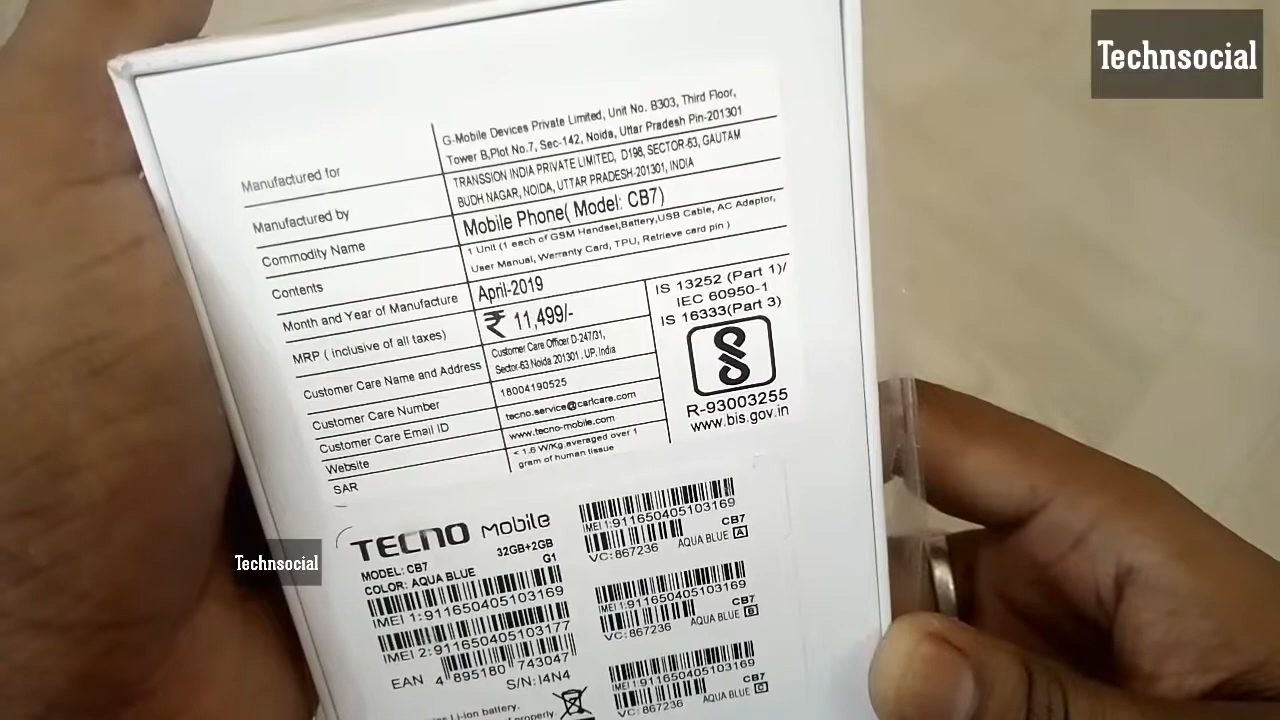 Technsocial
Manufactured for
G-Mobile Devices Private Limited, Unit No. B303, Third Floor,
Tower B,Plot No.7, Sec-142, Noida, Uttar Pradesh Pin-201301
Manufactured by
TRANSSION INDIA PRIVATE LIMITED, D198, SECTOR-63, GAUTAM
BUDH NAGAR, NOIDA, UTTAR PRADESH-201301, INDIA
Commodity Name
Mobile Phone( Model: CB7)
Contents
1 Unit (1 each of GSM Handset,Battery,USB Cable, AC Adaptor,
User Manual, Warranty Card, TPU, Retrieve card pin )
Month and Year of Manufacture
April-2019
MRP ( inclusive of all taxes)
₹ 11,499/-
Customer Care Name and Address
Customer Care Officer D-247/31,
Sector-63,Noida 201301 , UP, India
Customer Care Number
18004190525
Customer Care Email ID
tecno.service@carlcare.com
Website
www.tecno-mobile.com
SAR
< 1.6 W/Kg averaged over 1
gram of human tissue
IS 13252 (Part 1)/
IEC 60950-1
IS 16333(Part 3)
R-93003255
www.bis.gov.in
TECNO mobile
32GB+2GB
MODEL: CB7
G1
COLOR: AQUA BLUE
IMEI 1:911650405103169
IMEI 2:911650405103177
EAN 4 895180 743047
S/N: I4N4
Li-ion battery.
properly.
IMEI 1:911650405103169
CB7
VC: 867236 AQUA BLUE A
IMEI 1:911650405103169
CB7
VC: 867236 AQUA BLUE B
IMEI 1:911650405103169
CB7
VC: 867236 AQUA BLUE C
Technsocial